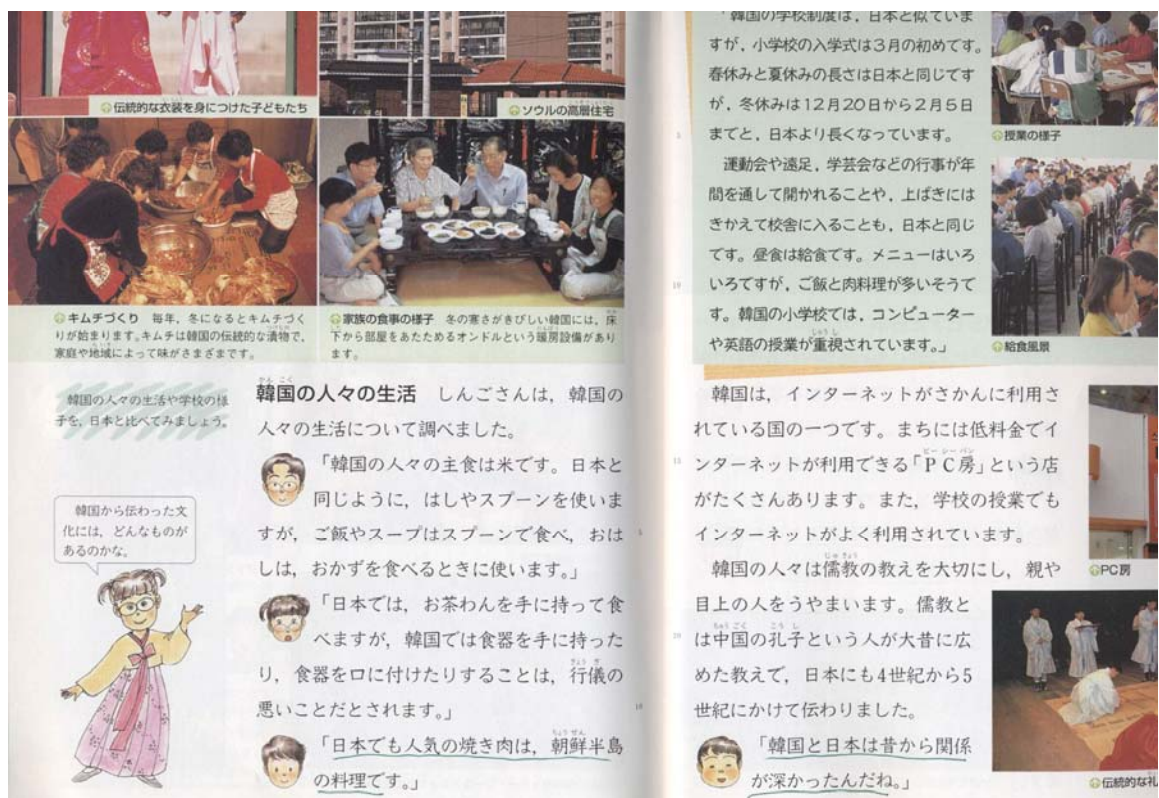 伝統的な衣装を身につけた子どもたち
ソウルの高層住宅
キムチづくり 毎年，冬になるとキムチづく
りが始まります。キムチは韓国の伝統的な漬物で，
家庭や地域によって味がさまざまです。
家族の食事の様子 冬の寒さがきびしい韓国には，床
下から部屋をあたためるオンドルという暖房設備があり
ます。
韓国の人々の生活や学校の様
子を，日本と比べてみましょう。
韓国から伝わった文
化には，どんなものが
あるのかな。
韓国の人々の生活 しんごさんは，韓国の
人々の生活について調べました。
「韓国の人々の主食は米です。日本と
同じように，はしやスプーンを使いま
すが，ご飯やスープはスプーンで食べ，おは
しは，おかずを食べるときに使います。」
「日本では，お茶わんを手に持って食
べますが，韓国では食器を手に持った
り，食器を口に付けたりすることは，行儀の
悪いことだとされます。」
「日本でも人気の焼き肉は，朝鮮半島
の料理です。」
「韓国の学校制度は，日本と似ていま
すが，小学校の入学式は3月の初めです。
春休みと夏休みの長さは日本と同じです
が，冬休みは12月20日から2月5日
までと，日本より長くなっています。
運動会や遠足，学芸会などの行事が年
間を通して開かれることや，上ばきには
きかえて校舎に入ることも，日本と同じ
です。昼食は給食です。メニューはいろ
いろですが，ご飯と肉料理が多いそうで
す。韓国の小学校では，コンピューター
や英語の授業が重視されています。」
授業の様子
給食風景
韓国は，インターネットがさかんに利用さ
れている国の一つです。まちには低料金でイ
ンターネットが利用できる「PC房」という店
がたくさんあります。また，学校の授業でも
インターネットがよく利用されています。
韓国の人々は儒教の教えを大切にし，親や
目上の人をうやまいます。儒教と
は中国の孔子という人が大昔に広
めた教えで，日本にも4世紀から5
世紀にかけて伝わりました。
「韓国と日本は昔から関係
が深かったんだね。」
PC房
伝統的な礼